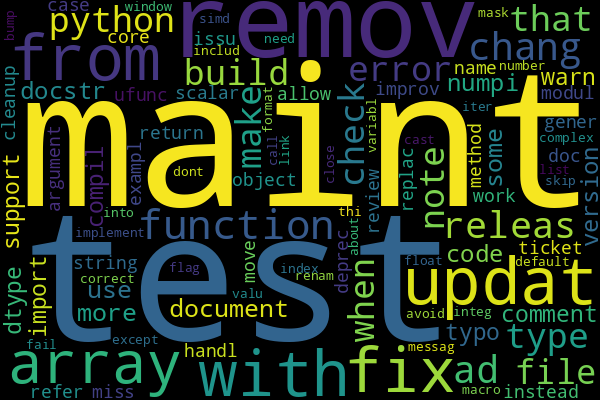 bump
case
window
python
simd
core
issu
includ
remov
mask
need
that
from
chang
cleanup
docstr
ufunc
build
scalar
allow
error
improv
name
number
numpi
warn
modul
maint
argument
compil
exampl
return
make
object
format
call
link
dont
close
check
variabl
review
replac
note
cast
method
iter
some
gener
complex
doc
list
skip
work
version
support
into
implement
function
thi
releas
test
dtype
import
string
correct
use
more
flag
move
valu
index
renam
document
deprec
about
when
float
updat
code
ticket
default
avoid
integ
comment
typo
type
fail
array
refer
miss
except
handl
with
fix
messag
ad
macro
file
instead